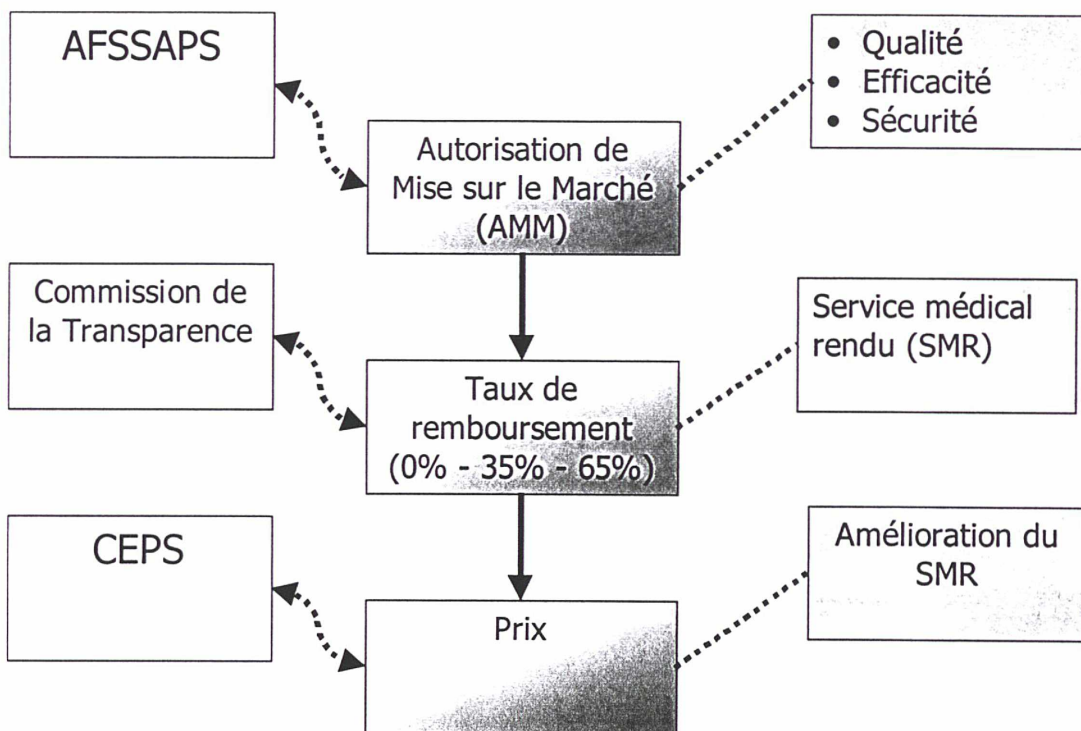 AFSSAPS
• Qualité
• Efficacité
• Sécurité
Autorisation de
Mise sur le Marché
(AMM)
Commission de
la Transparence
Service médical
rendu (SMR)
Taux de
remboursement
(0% - 35% - 65%)
CEPS
Amélioration du
SMR
Prix